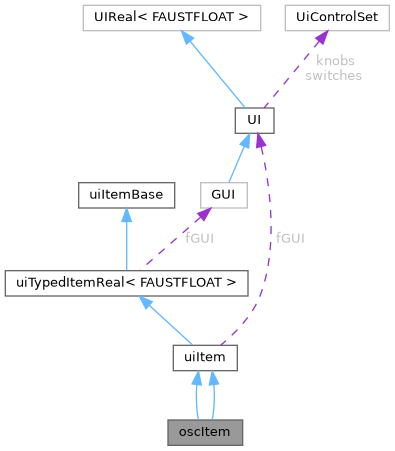 UIReal< FAUSTFLOAT >
UiControlSet
knobs
switches
UI
uiItemBase
GUI
fGUI
fGUI
uiTypedItemReal< FAUSTFLOAT >
uiItem
oscItem